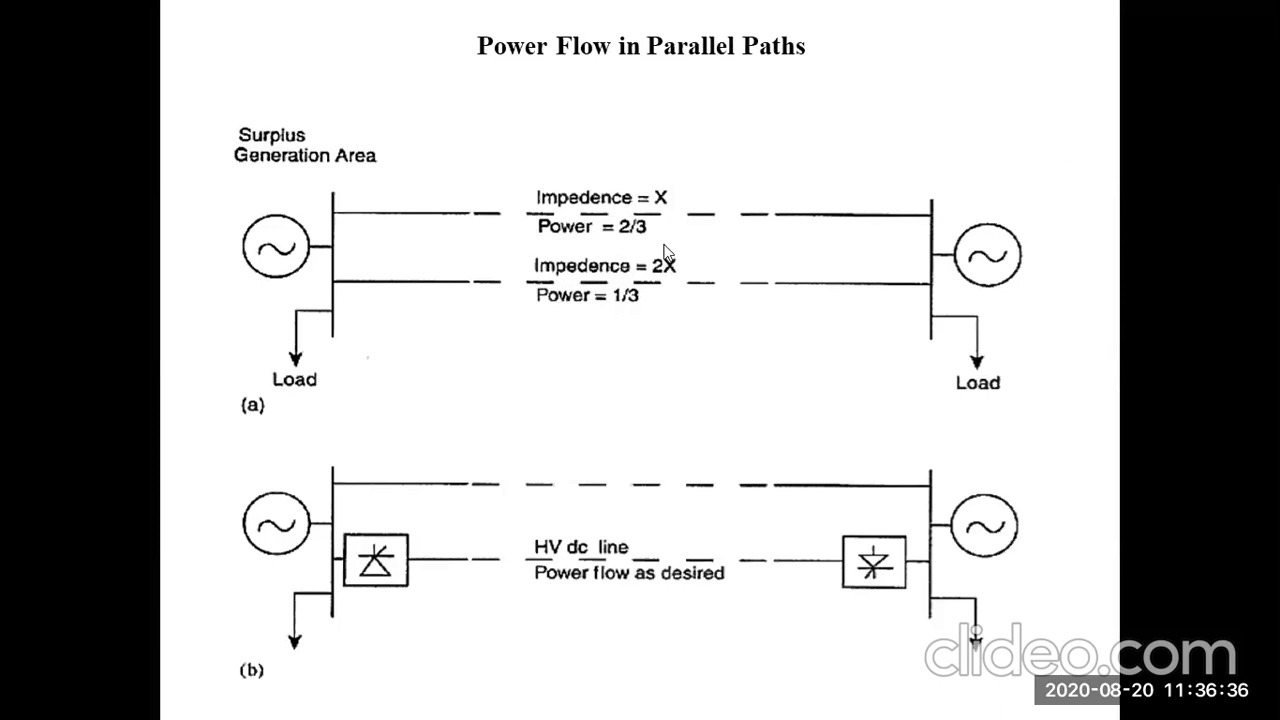 Power Flow in Parallel Paths
Surplus
Generation Area
Impedence = X
Power = 2/3
Impedence = 2X
Power = 1/3
Load
Load
(a)
HV dc line
Power flow as desired
(b)
clideo.com
2020-08-20 11:36:36